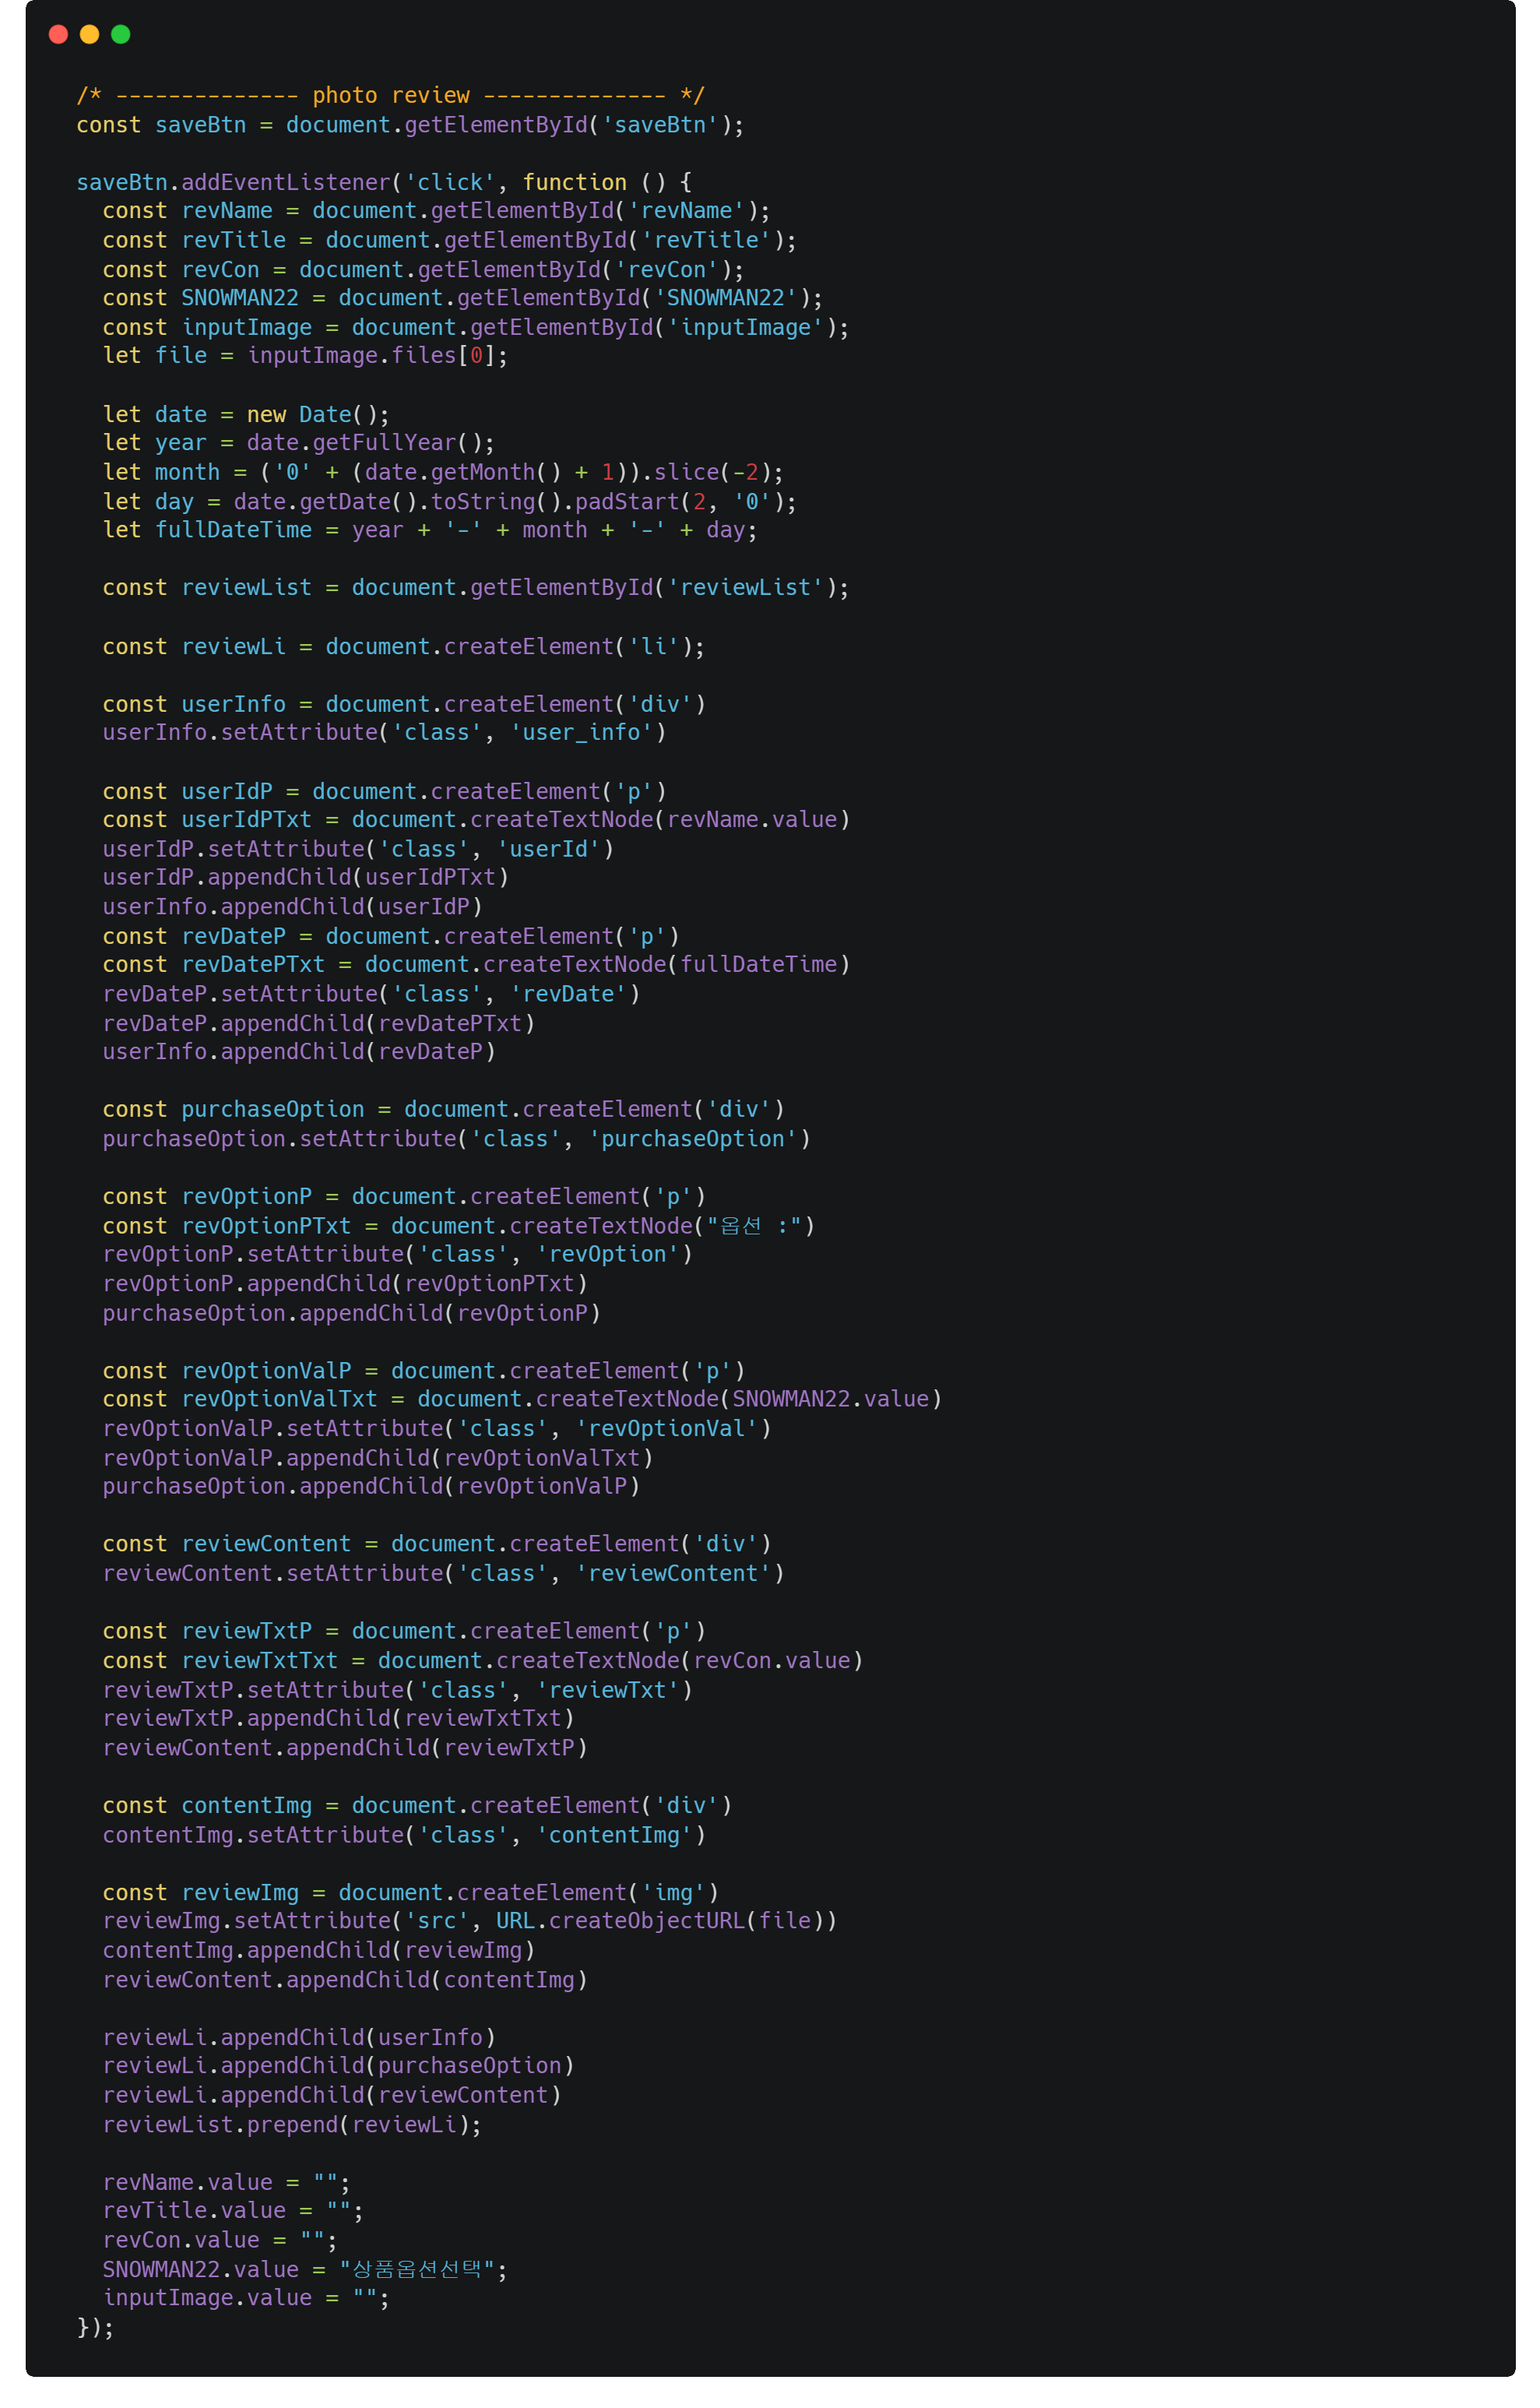 /* -------------- photo review -------------- */
const saveBtn = document.getElementById('saveBtn');

saveBtn.addEventListener('click', function () {
  const revName = document.getElementById('revName');
  const revTitle = document.getElementById('revTitle');
  const revCon = document.getElementById('revCon');
  const SNOWMAN22 = document.getElementById('SNOWMAN22');
  const inputImage = document.getElementById('inputImage');
  let file = inputImage.files[0];

  let date = new Date();
  let year = date.getFullYear();
  let month = ('0' + (date.getMonth() + 1)).slice(-2);
  let day = date.getDate().toString().padStart(2, '0');
  let fullDateTime = year + '-' + month + '-' + day;

  const reviewList = document.getElementById('reviewList');

  const reviewLi = document.createElement('li');

  const userInfo = document.createElement('div')
  userInfo.setAttribute('class', 'user_info')

  const userIdP = document.createElement('p')
  const userIdPTxt = document.createTextNode(revName.value)
  userIdP.setAttribute('class', 'userId')
  userIdP.appendChild(userIdPTxt)
  userInfo.appendChild(userIdP)
  const revDateP = document.createElement('p')
  const revDatePTxt = document.createTextNode(fullDateTime)
  revDateP.setAttribute('class', 'revDate')
  revDateP.appendChild(revDatePTxt)
  userInfo.appendChild(revDateP)

  const purchaseOption = document.createElement('div')
  purchaseOption.setAttribute('class', 'purchaseOption')

  const revOptionP = document.createElement('p')
  const revOptionPTxt = document.createTextNode("옵션 :")
  revOptionP.setAttribute('class', 'revOption')
  revOptionP.appendChild(revOptionPTxt)
  purchaseOption.appendChild(revOptionP)

  const revOptionValP = document.createElement('p')
  const revOptionValTxt = document.createTextNode(SNOWMAN22.value)
  revOptionValP.setAttribute('class', 'revOptionVal')
  revOptionValP.appendChild(revOptionValTxt)
  purchaseOption.appendChild(revOptionValP)

  const reviewContent = document.createElement('div')
  reviewContent.setAttribute('class', 'reviewContent')

  const reviewTxtP = document.createElement('p')
  const reviewTxtTxt = document.createTextNode(revCon.value)
  reviewTxtP.setAttribute('class', 'reviewTxt')
  reviewTxtP.appendChild(reviewTxtTxt)
  reviewContent.appendChild(reviewTxtP)

  const contentImg = document.createElement('div')
  contentImg.setAttribute('class', 'contentImg')

  const reviewImg = document.createElement('img')
  reviewImg.setAttribute('src', URL.createObjectURL(file))
  contentImg.appendChild(reviewImg)
  reviewContent.appendChild(contentImg)

  reviewLi.appendChild(userInfo)
  reviewLi.appendChild(purchaseOption)
  reviewLi.appendChild(reviewContent)
  reviewList.prepend(reviewLi);

  revName.value = "";
  revTitle.value = "";
  revCon.value = "";
  SNOWMAN22.value = "상품옵션선택";
  inputImage.value = "";
});